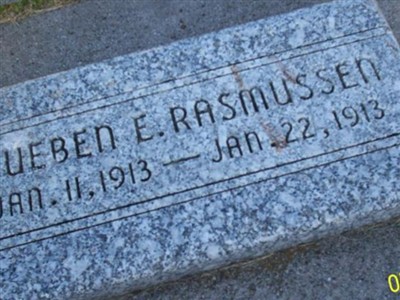 UEBEN E. RASMUSSEN
JAN. 11, 1913 — JAN. 22, 1913